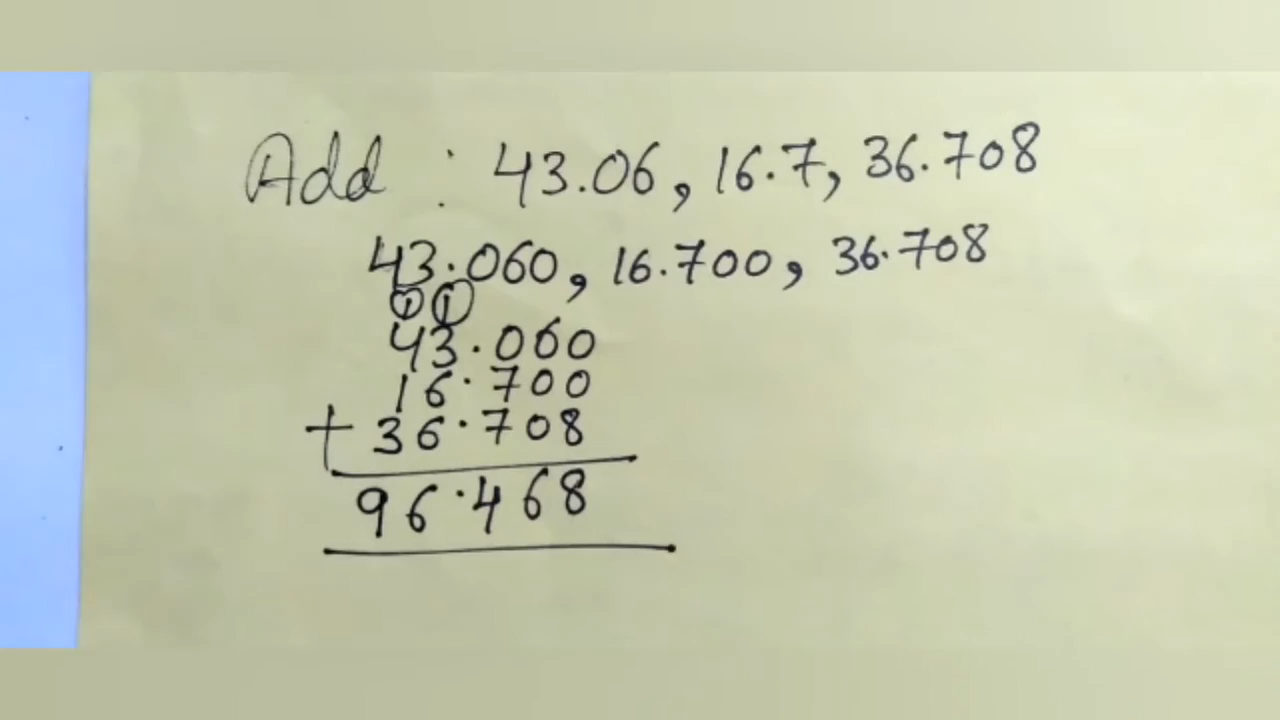 Add : 43.06, 16.7, 36.708
43.060, 16.700, 36.708
1 1
43.060
16.700
+ 36.708
96.468